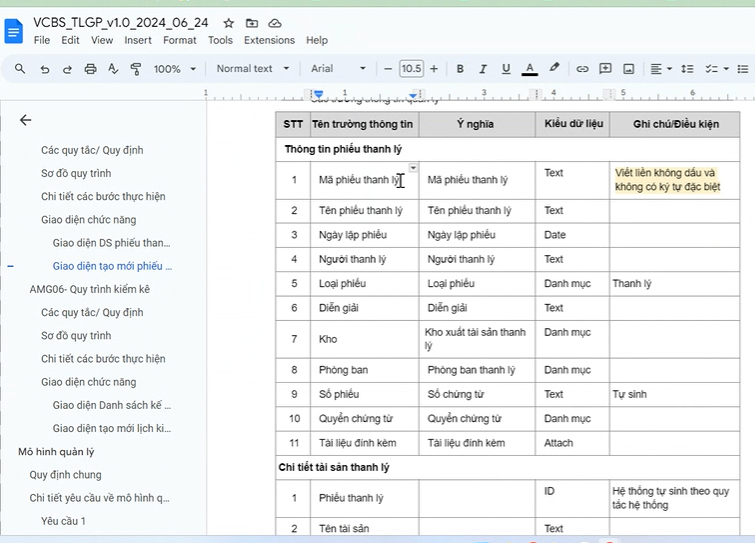 VCBS_TLGP_v1.0_2024_06_24
File Edit View Insert Format Tools Extensions Help
100% Normal text Arial 10.5 B I U A
1 1 3 4 5 6
Các trường thông tin quản lý
Các quy tắc/ Quy định
Sơ đồ quy trình
Chi tiết các bước thực hiện
Giao diện chức năng
Giao diện DS phiếu than...
Giao diện tạo mới phiếu ...
AMG06- Quy trình kiểm kê
Các quy tắc/ Quy định
Sơ đồ quy trình
Chi tiết các bước thực hiện
Giao diện chức năng
Giao diện Danh sách kế ...
Giao diện tạo mới lịch ki...
Mô hình quản lý
Quy định chung
Chi tiết yêu cầu về mô hình q...
Yêu cầu 1
STT Tên trường thông tin Ý nghĩa Kiểu dữ liệu Ghi chú/Điều kiện
Thông tin phiếu thanh lý
1 Mã phiếu thanh lý Mã phiếu thanh lý Text Viết liền không dấu và
không có ký tự đặc biệt
2 Tên phiếu thanh lý Tên phiếu thanh lý Text
3 Ngày lập phiếu Ngày lập phiếu Date
4 Người thanh lý Người thanh lý Text
5 Loại phiếu Loại phiếu Danh mục Thanh lý
6 Diễn giải Diễn giải Text
7 Kho Kho xuất tài sản thanh
lý Danh mục
8 Phòng ban Phòng ban thanh lý Danh mục
9 Số phiếu Số chứng từ Text Tự sinh
10 Quyển chứng từ Quyển chứng từ Danh mục
11 Tài liệu đính kèm Tài liệu đính kèm Attach
Chi tiết tài sản thanh lý
1 Phiếu thanh lý ID Hệ thống tự sinh theo quy
tắc hệ thống
2 Tên tài sản Text